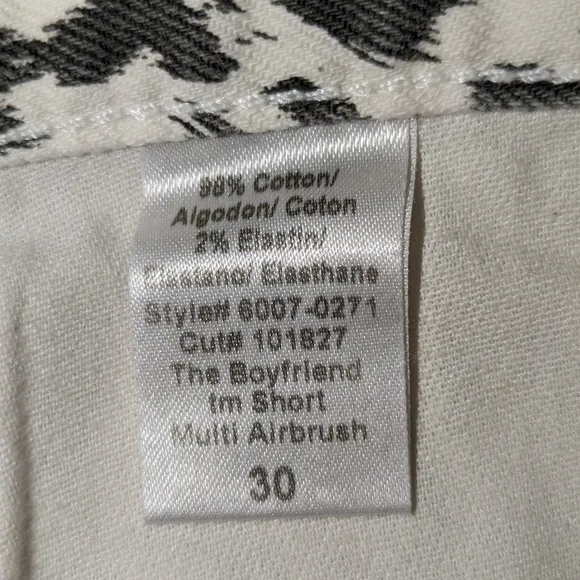 98% Cotton/
Algodon/ Coton
2% Elastin/
Elastano/ Elasthane
Style# 6007-0271
Cut# 101827
The Boyfriend
Im Short
Multi Airbrush
30